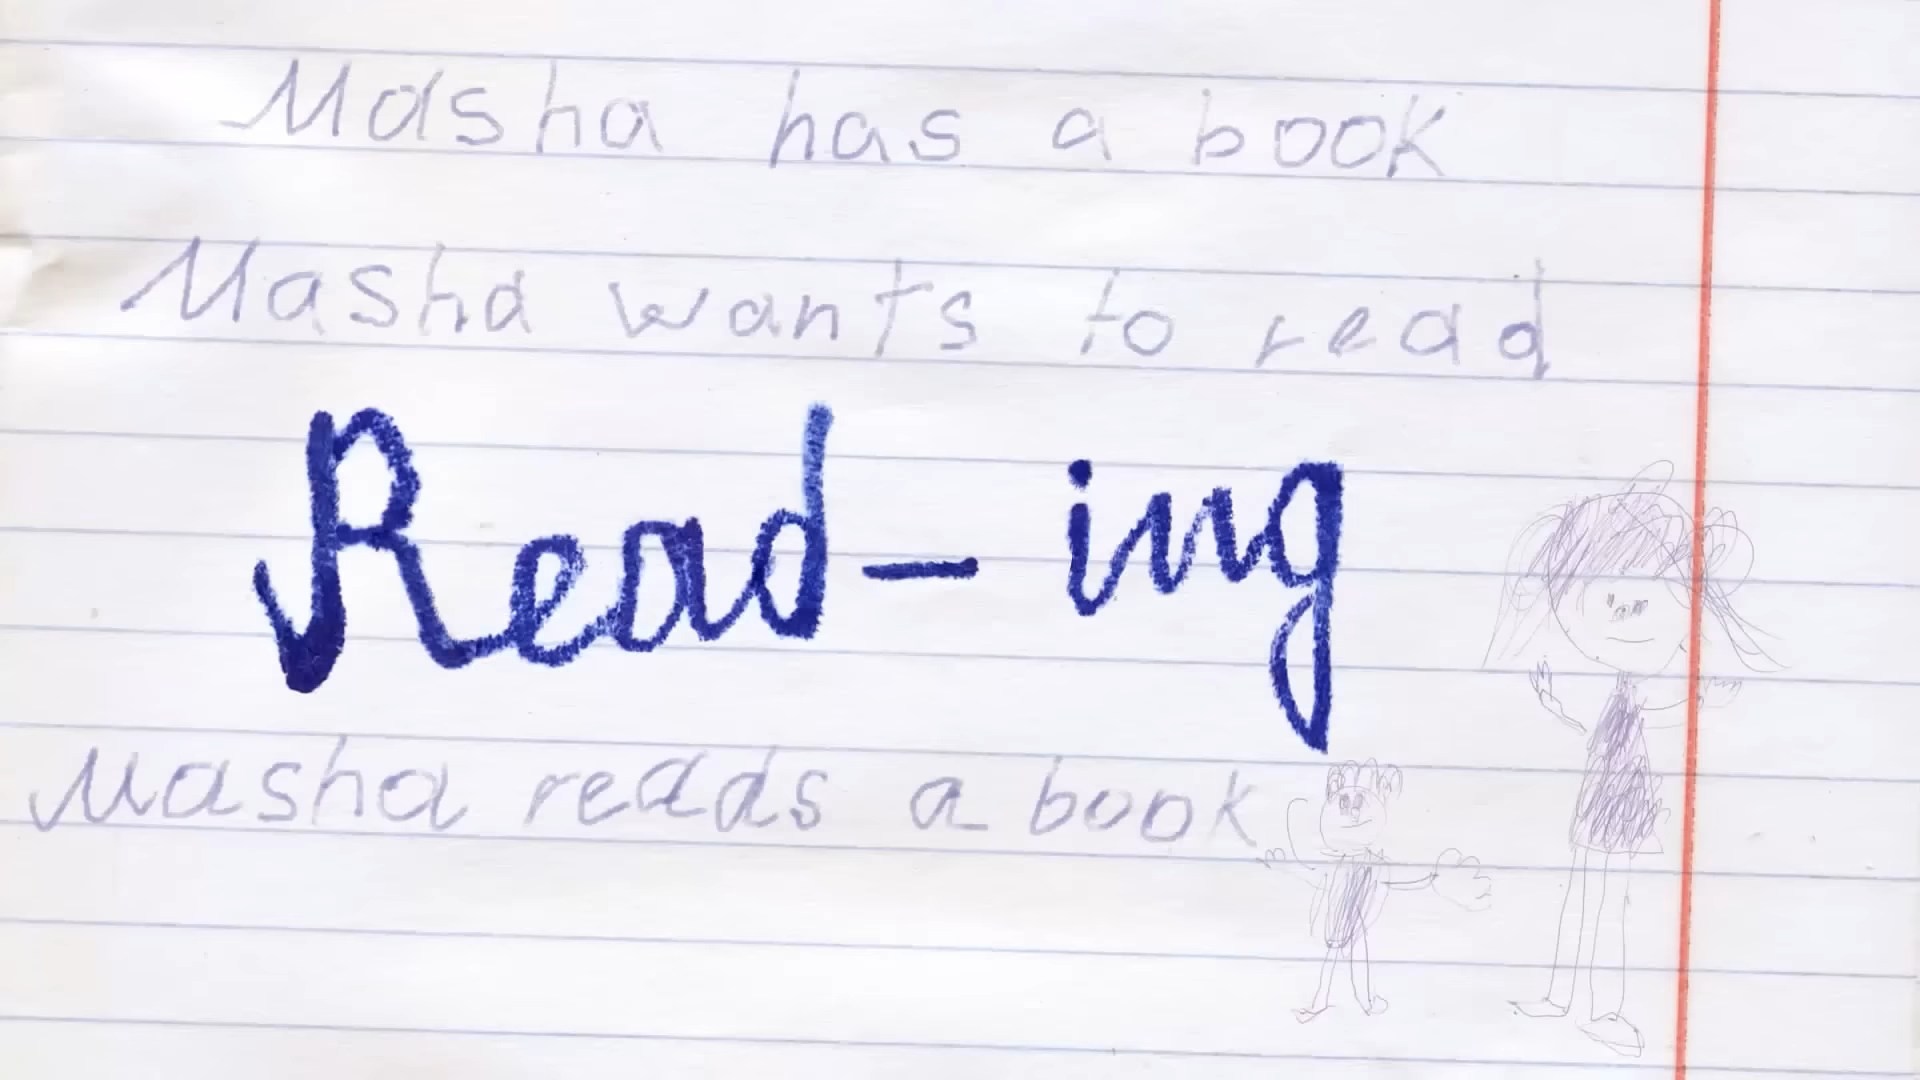 Masha has a book
Masha wants to read
Read - ing
Masha reads a book